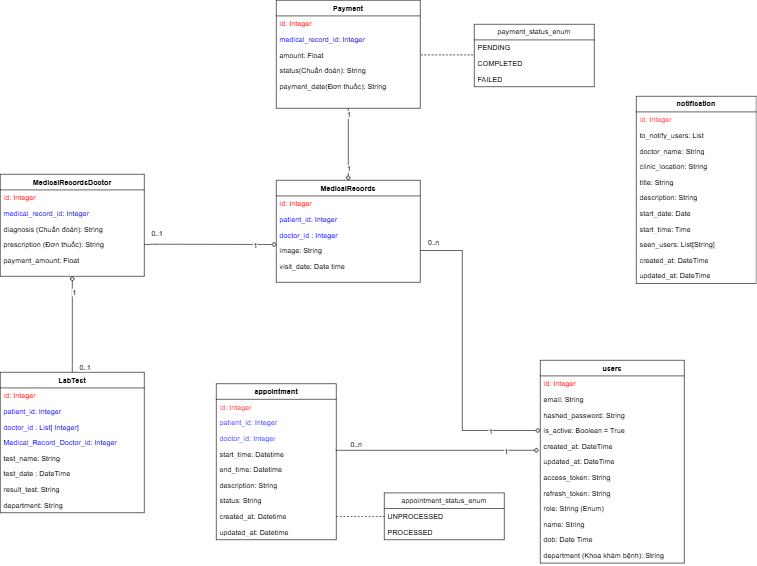 Payment
id: Integer
medical_record_id: Integer
amount: Float
status(Chuẩn đoán): String
payment_date(Đơn thuốc): String
payment_status_enum
PENDING
COMPLETED
FAILED
notification
id: Integer
to_notify_users: List
doctor_name: String
clinic_location: String
title: String
description: String
start_date: Date
start_time: Time
seen_users: List[String]
created_at: DateTime
updated_at: DateTime
1
1
MedicalRecordsDoctor
id: Integer
medical_record_id: Integer
diagnosis (Chuẩn đoán): String
prescription (Đơn thuốc): String
payment_amount: Float
0..1
1
MedicalRecords
id: Integer
patient_id: Integer
doctor_id : Integer
image: String
visit_date: Date time
0..n
1
0..1
LabTest
id: Integer
patient_id: Integer
doctor_id : List[ Integer]
Medical_Record_Doctor_id: Integer
test_name: String
test_date : DateTime
result_test: String
department: String
appointment
id: Integer
patient_id: Integer
doctor_id: Integer
start_time: Datetime
end_time: Datetime
description: String
status: String
created_at: Datetime
updated_at: Datetime
0..n
1
1
appointment_status_enum
UNPROCESSED
PROCESSED
users
id: Integer
email: String
hashed_password: String
is_active: Boolean = True
created_at: DateTime
updated_at: DateTime
access_token: String
refresh_token: String
role: String (Enum)
name: String
dob: Date Time
department (Khoa khám bệnh): String